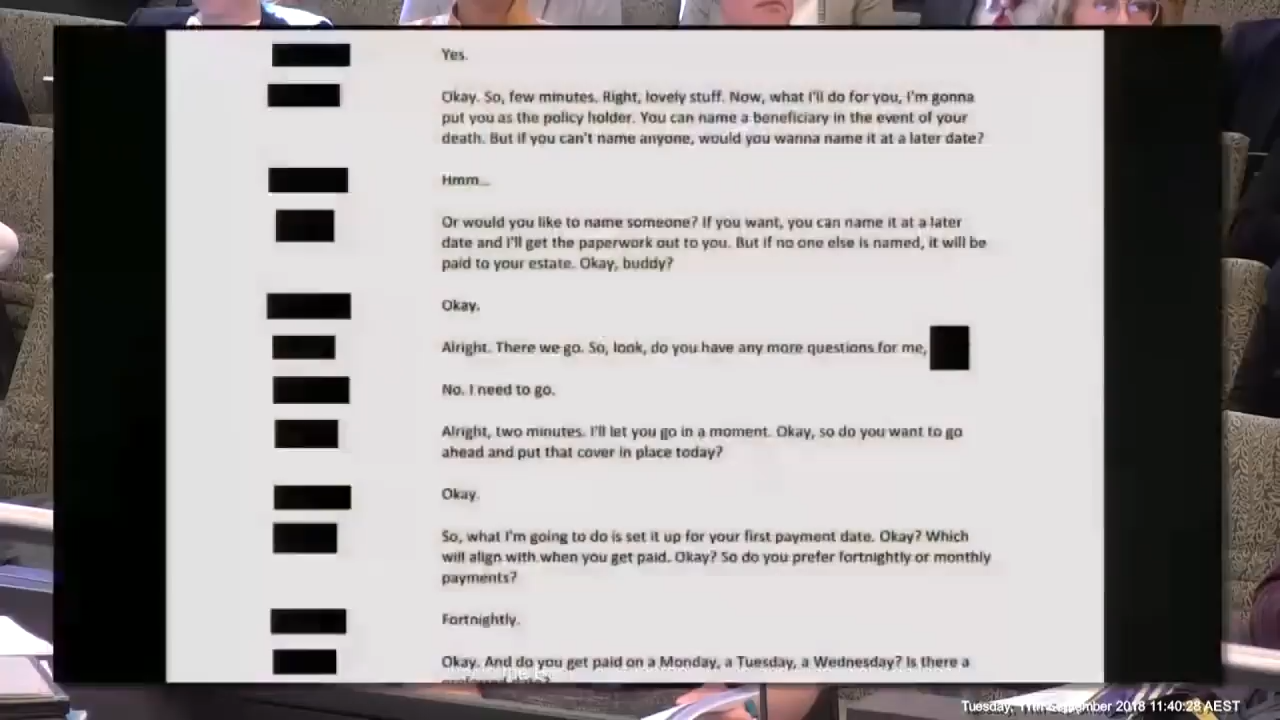 Yes.
Okay. So, few minutes. Right, lovely stuff. Now, what I'll do for you, I'm gonna
put you as the policy holder. You can name a beneficiary in the event of your
death. But if you can't name anyone, would you wanna name it at a later date?
Hmm...
Or would you like to name someone? If you want, you can name it at a later
date and I'll get the paperwork out to you. But if no one else is named, it will be
paid to your estate. Okay, buddy?
Okay.
Alright. There we go. So, look, do you have any more questions for me,
No. I need to go.
Alright, two minutes. I'll let you go in a moment. Okay, so do you want to go
ahead and put that cover in place today?
Okay.
So, what I'm going to do is set it up for your first payment date. Okay? Which
will align with when you get paid. Okay? So do you prefer fortnightly or monthly
payments?
Fortnightly.
Okay. And do you get paid on a Monday, a Tuesday, a Wednesday? Is there a
preferred date?
Tuesday, 11th September 2018 11:40:28 AEST